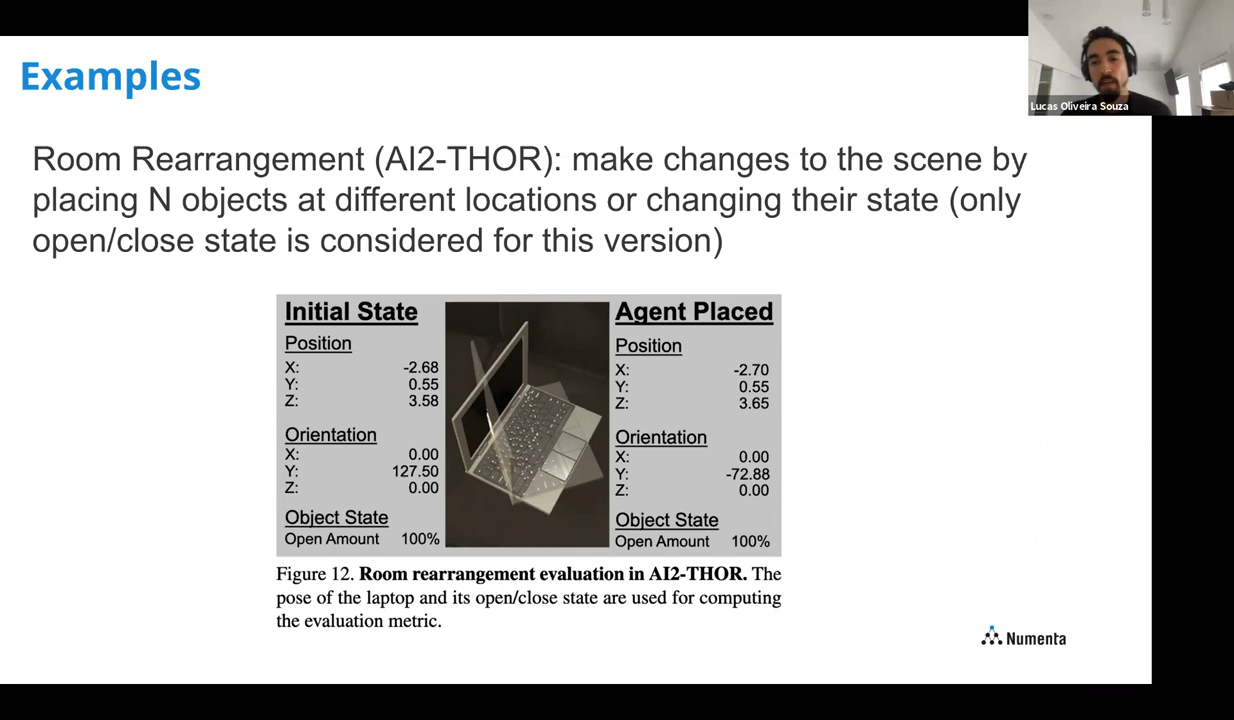 Examples
Lucas Oliveira Souza
Room Rearrangement (AI2-THOR): make changes to the scene by
placing N objects at different locations or changing their state (only
open/close state is considered for this version)
Initial State
Position
X: -2.68
Y: 0.55
Z: 3.58
Orientation
X: 0.00
Y: 127.50
Z: 0.00
Object State
Open Amount 100%
Agent Placed
Position
X: -2.70
Y: 0.55
Z: 3.65
Orientation
X: 0.00
Y: -72.88
Z: 0.00
Object State
Open Amount 100%
Figure 12. Room rearrangement evaluation in AI2-THOR. The
pose of the laptop and its open/close state are used for computing
the evaluation metric.
Numenta